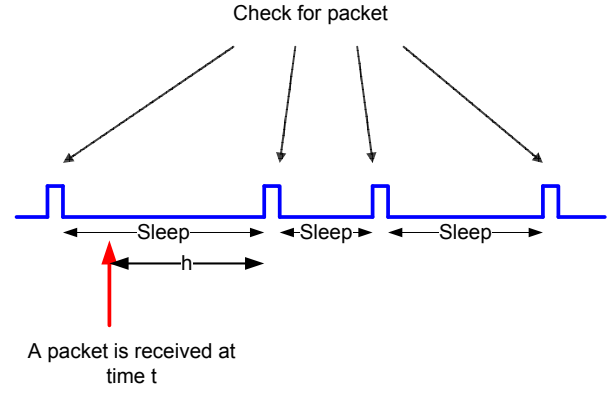 Check for packet
Sleep
Sleep
Sleep
h
A packet is received at
time t